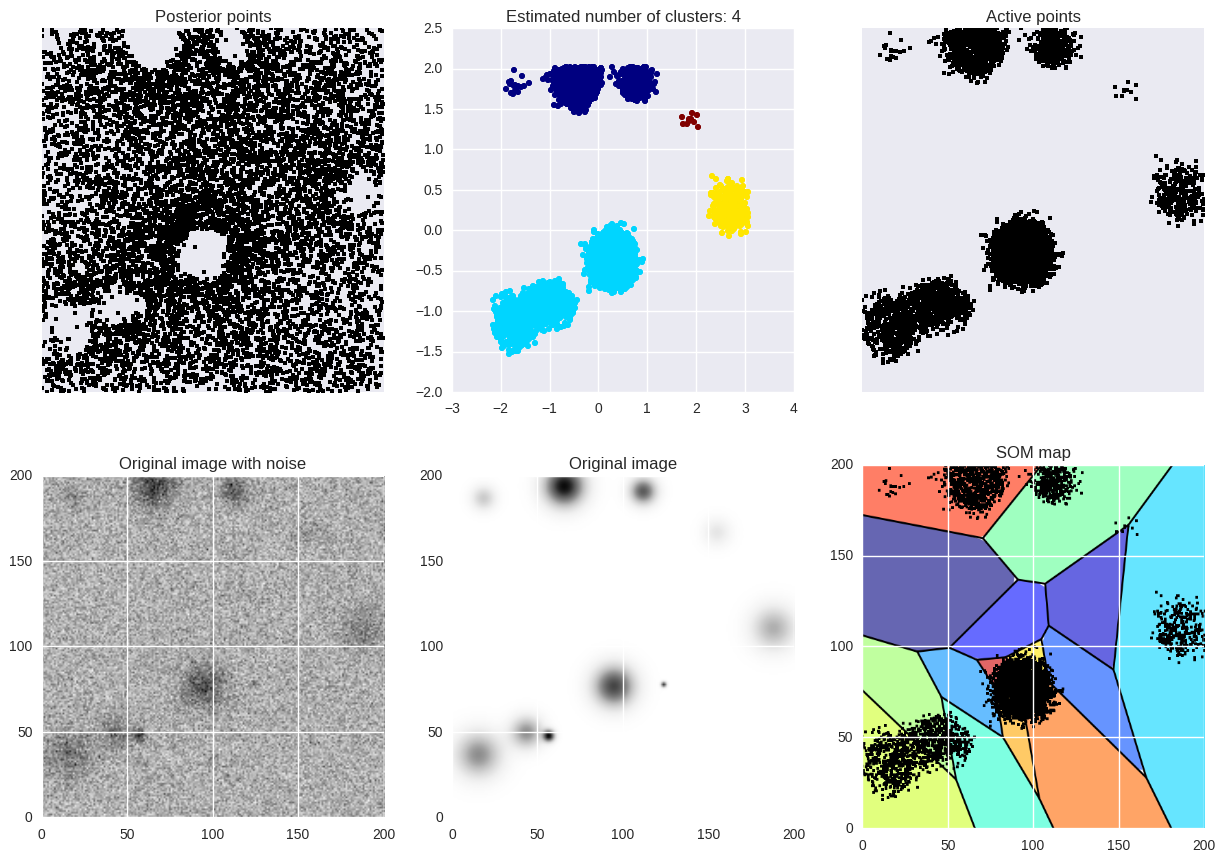 Posterior points
Estimated number of clusters: 4
Active points
2.5
2.0
1.5
1.0
0.5
0.0
−0.5
−1.0
−1.5
−2.0
−3 −2 −1 0 1 2 3 4
Original image with noise
Original image
SOM map
200
150
100
50
0
0 50 100 150 200
200
150
100
50
0
0 50 100 150 200
200
150
100
50
0
0 50 100 150 200